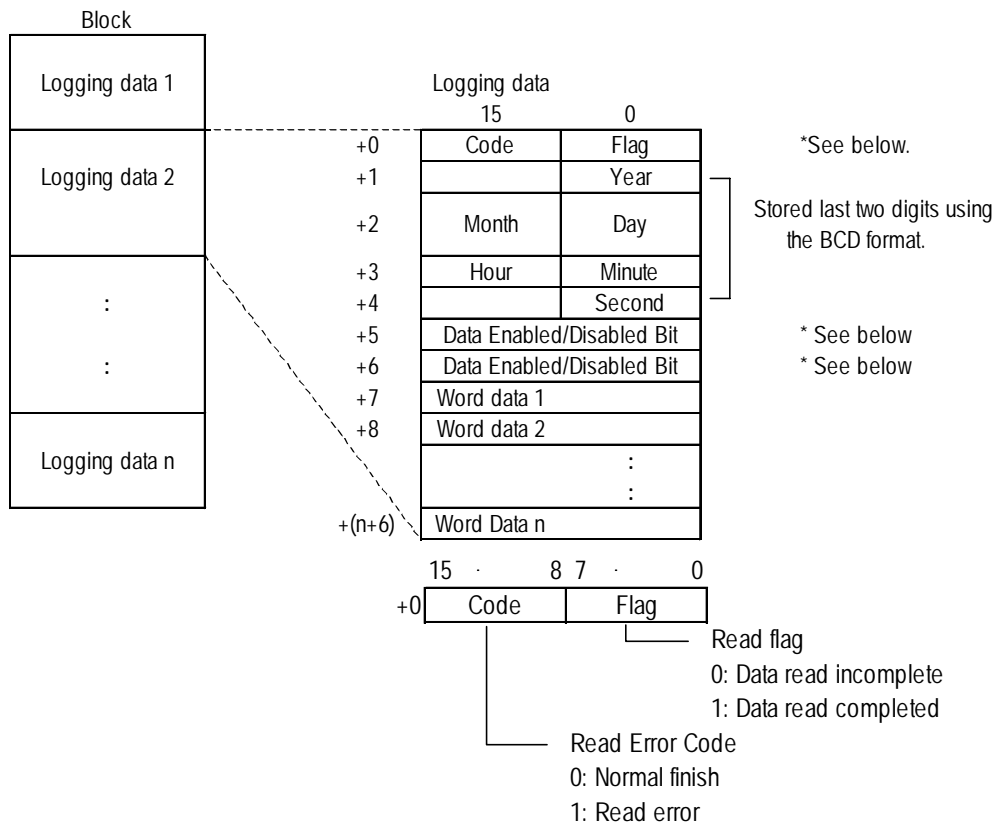 Block
Logging data 1
Logging data 2
:
:
Logging data n
Logging data
15 0
+0 Code Flag *See below.
+1 Year
+2 Month Day
+3 Hour Minute
+4 Second
Stored last two digits using
the BCD format.
+5 Data Enabled/Disabled Bit * See below
+6 Data Enabled/Disabled Bit * See below
+7 Word data 1
+8 Word data 2
:
:
+(n+6) Word Data n
15 · 8 7 · 0
+0 Code Flag
Read flag
0: Data read incomplete
1: Data read completed
Read Error Code
0: Normal finish
1: Read error